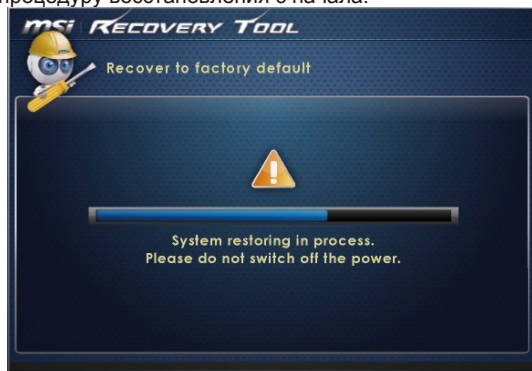 процедуру восстановления с начала.
msi RECOVERY TOOL
Recover to factory default
System restoring in process.
Please do not switch off the power.